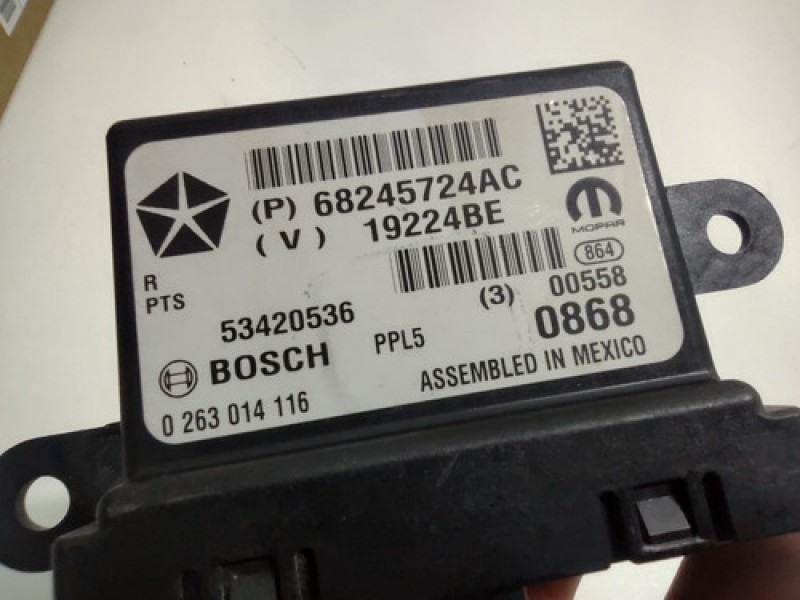 (P) 68245724AC
(V) 19224BE
MOPAR
864
R
PTS
(3) 00558
53420536
PPL5
0868
BOSCH
ASSEMBLED IN MEXICO
0 263 014 116